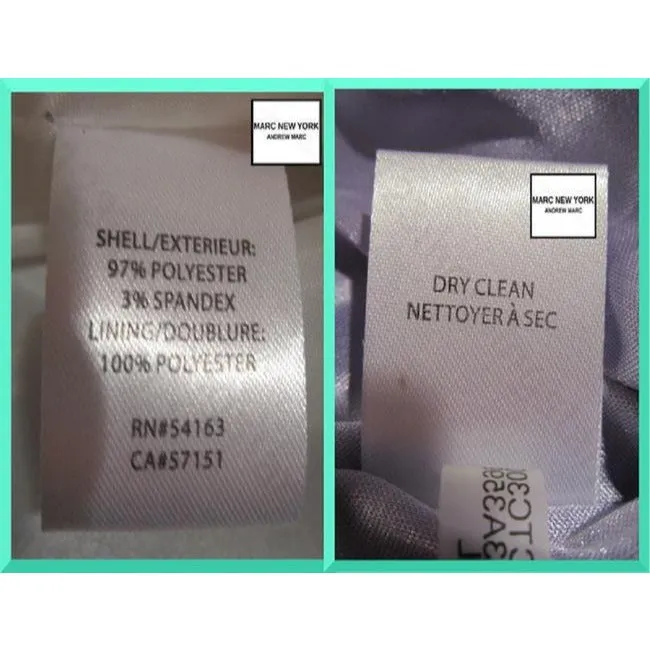 MARC NEW YORK
ANDREW MARC
SHELL/EXTERIEUR:
97% POLYESTER
3% SPANDEX
LINING/DOUBLURE:
100% POLYESTER
RN#54163
CA#57151
MARC NEW YORK
ANDREW MARC
DRY CLEAN
NETTOYER À SEC